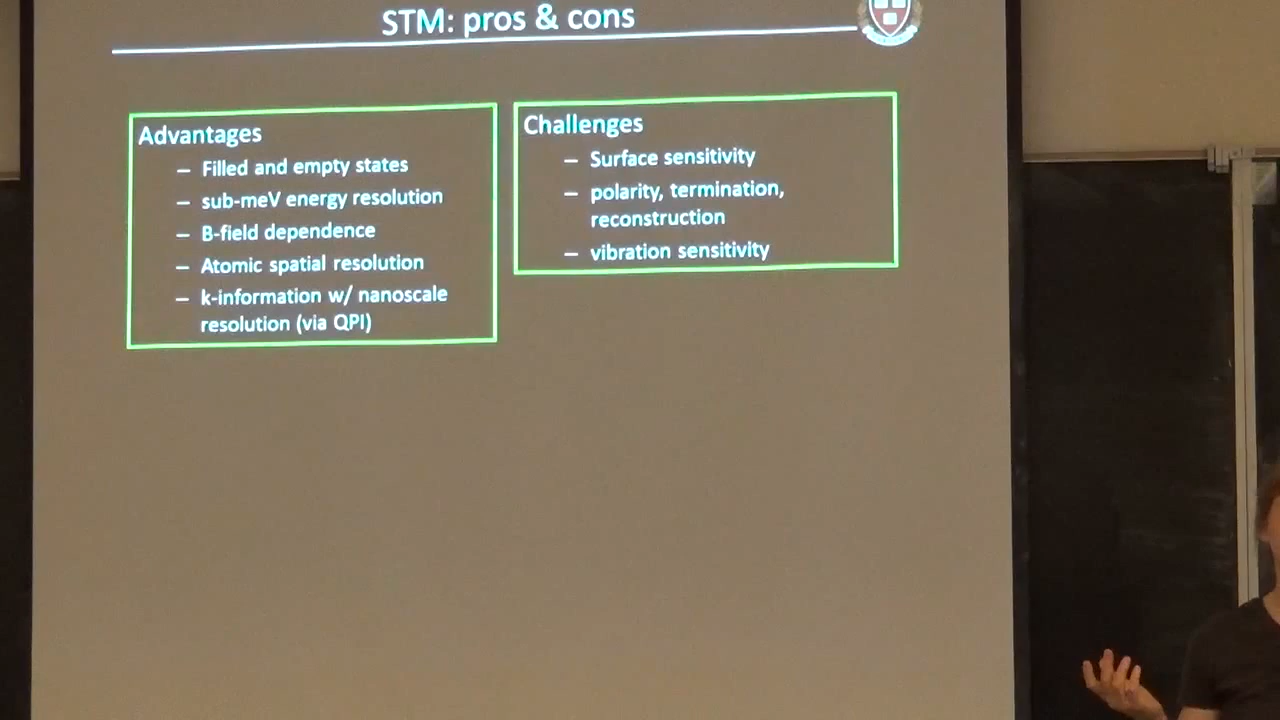 STM: pros & cons
Advantages
– Filled and empty states
– sub-meV energy resolution
– B-field dependence
– Atomic spatial resolution
– k-information w/ nanoscale
resolution (via QPI)
Challenges
– Surface sensitivity
– polarity, termination,
reconstruction
– vibration sensitivity